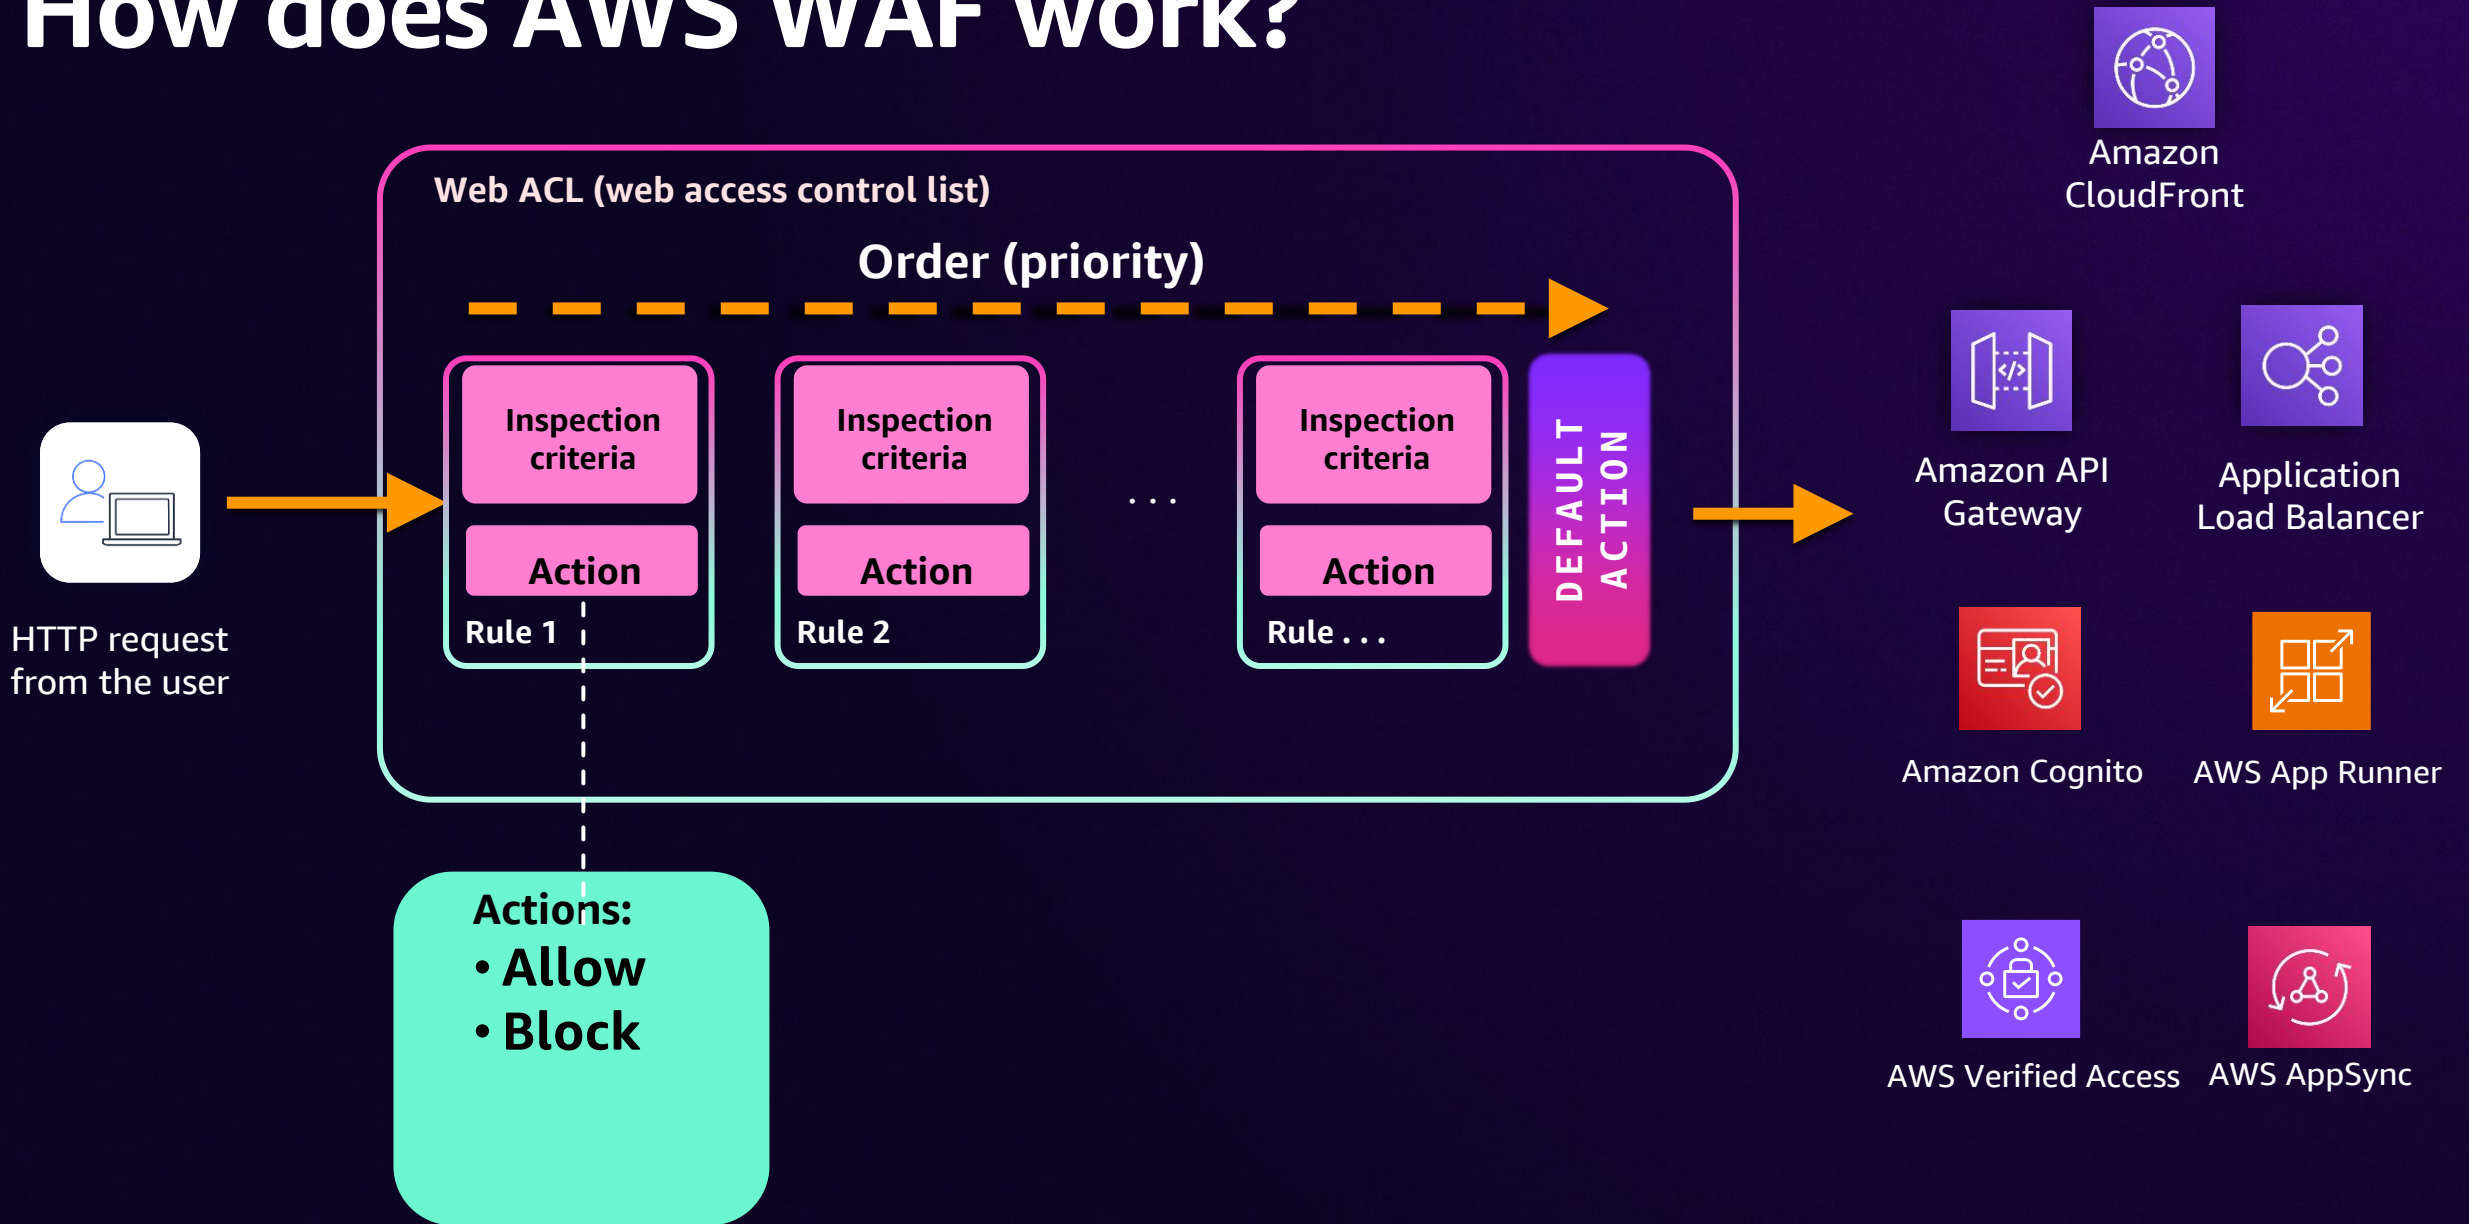 How does AWS WAF work?
Web ACL (web access control list)
Order (priority)
Inspection
criteria
Action
Rule 1
Inspection
criteria
Action
Rule 2
. . .
Inspection
criteria
Action
Rule . . .
DEFAULT
ACTION
HTTP request
from the user
Actions:
• Allow
• Block
Amazon
CloudFront
Amazon API
Gateway
Application
Load Balancer
Amazon Cognito
AWS App Runner
AWS Verified Access
AWS AppSync